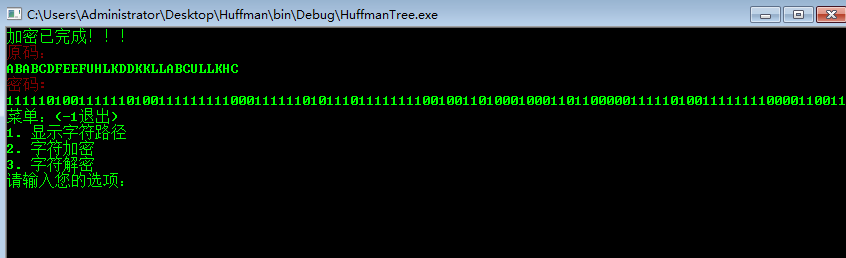 C:\Users\Administrator\Desktop\Huffman\bin\Debug\HuffmanTree.exe
加密已完成！！！
原码：
ABABCDFEEFUHLKDDKKLLABCULLKHC
密码：
111110100111111010011111111110001111110101110111111111001001101000100011011000001111101001111111100001 10011
菜单：(-1退出)
1. 显示字符路径
2. 字符加密
3. 字符解密
请输入您的选项：